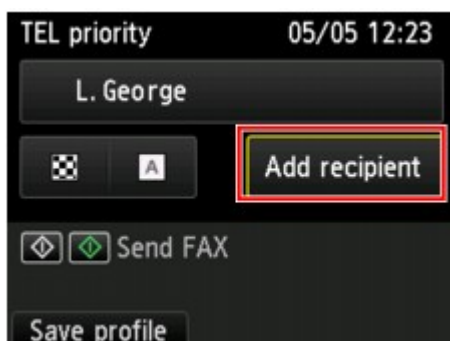 TEL priority 05/05 12:23
L. George
A Add recipient
Send FAX
Save profile